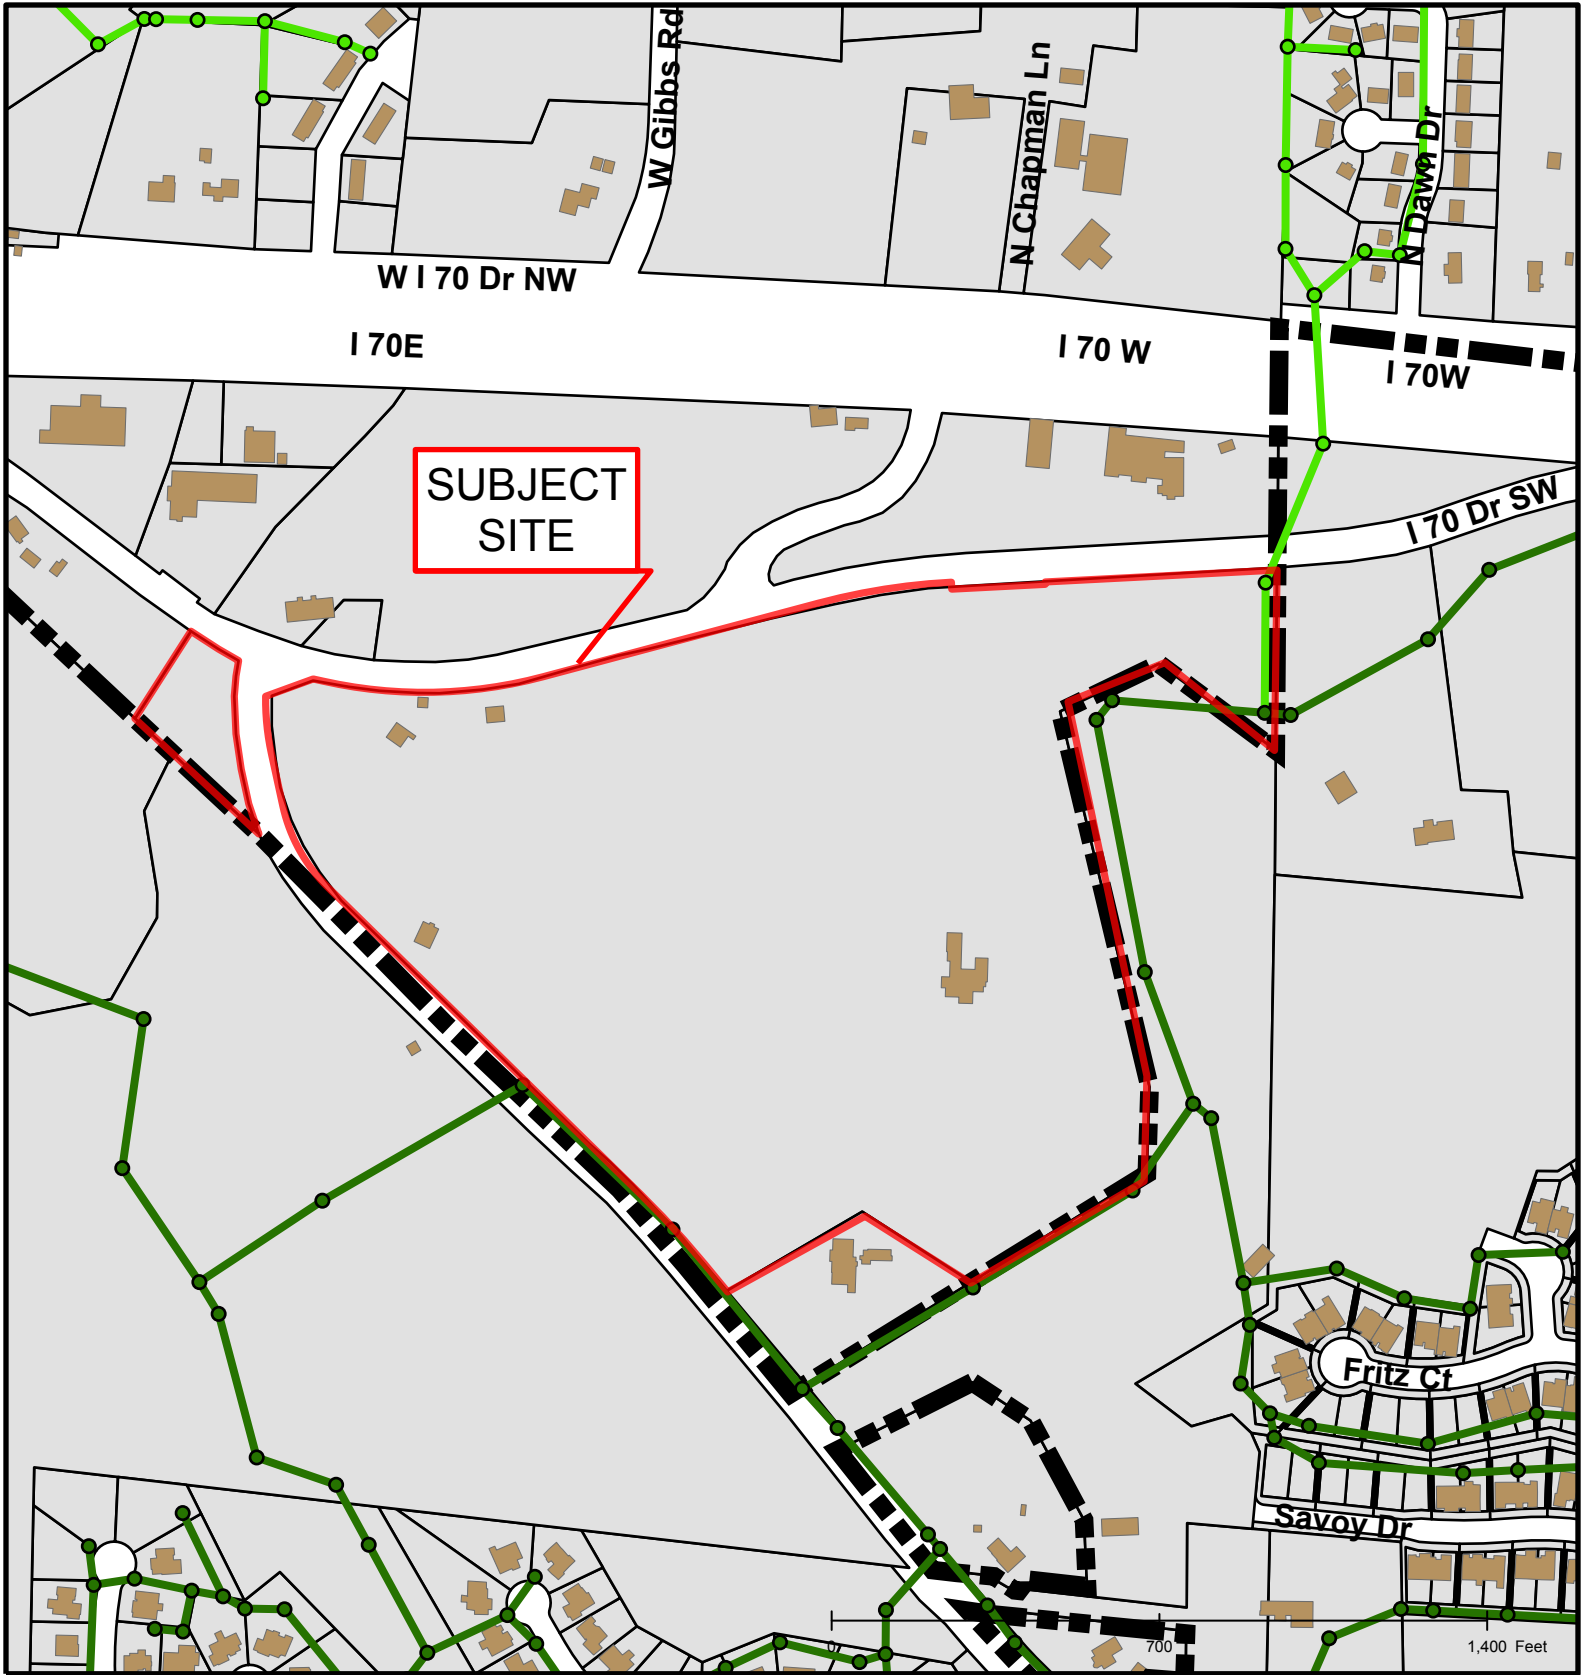 W Gibbs Rd
N Chapman Ln
N Dawn Dr
W I 70 Dr NW
I 70E
I 70 W
I 70W
SUBJECT
SITE
I 70 Dr SW
Fritz Ct
Savoy Dr
0 700 1,400 Feet